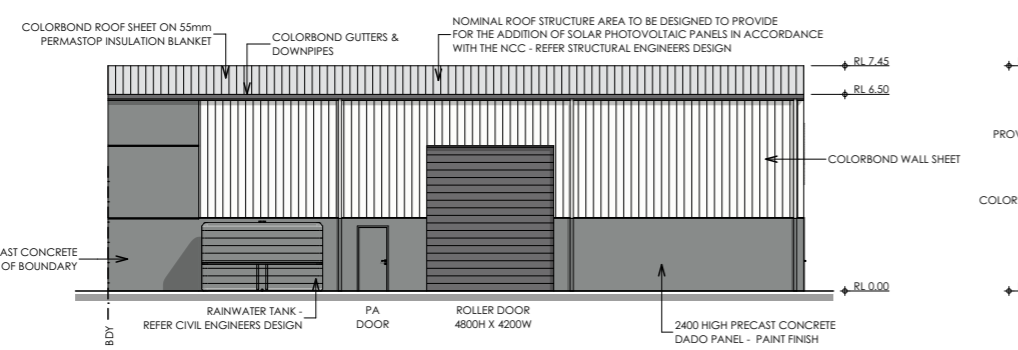 COLORBOND ROOF SHEET ON 55mm
PERMASTOP INSULATION BLANKET
COLORBOND GUTTERS &
DOWNPIPES
NOMINAL ROOF STRUCTURE AREA TO BE DESIGNED TO PROVIDE
FOR THE ADDITION OF SOLAR PHOTOVOLTAIC PANELS IN ACCORDANCE
WITH THE NCC - REFER STRUCTURAL ENGINEERS DESIGN
RL 7.45
RL 6.50
PROV
COLORBOND WALL SHEET
COLOR
AST CONCRETE
OF BOUNDARY
RL 0.00
RAINWATER TANK -
REFER CIVIL ENGINEERS DESIGN
PA
DOOR
ROLLER DOOR
4800H X 4200W
2400 HIGH PRECAST CONCRETE
DADO PANEL - PAINT FINISH
BDY